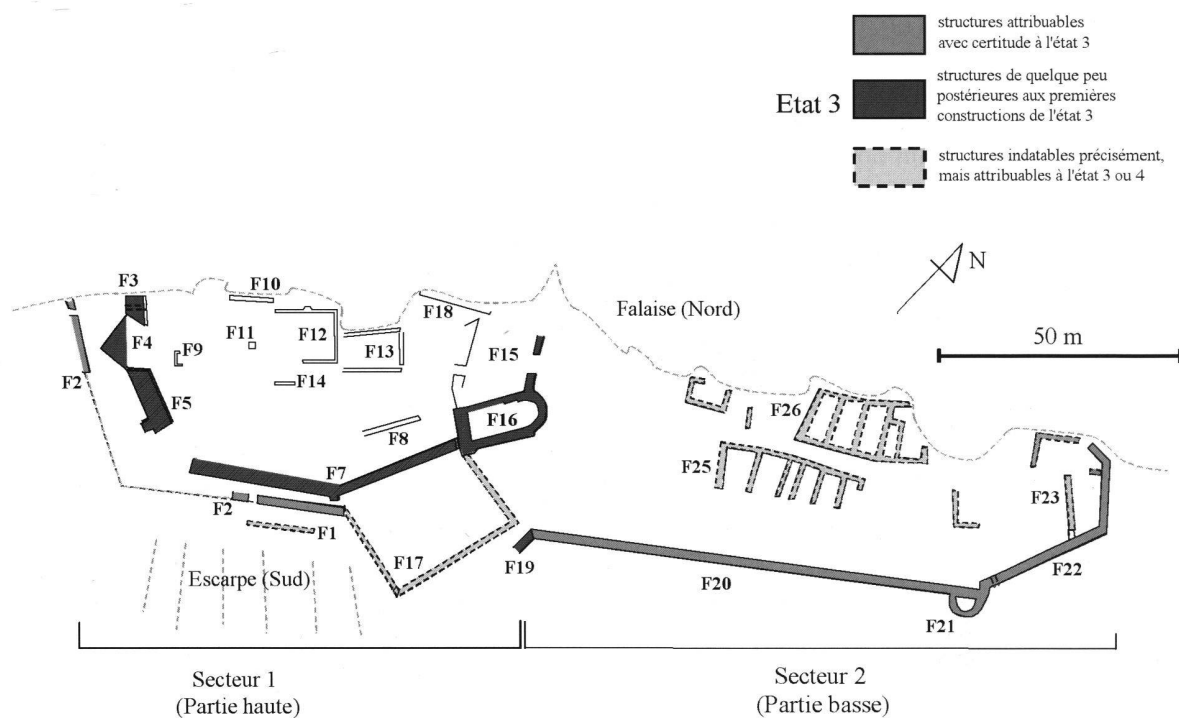 structures attribuables
avec certitude à l'état 3
Etat 3
structures de quelque peu
postérieures aux premières
constructions de l'état 3
structures indatables précisément,
mais attribuables à l'état 3 ou 4
N
50 m
Falaise (Nord)
F3
F10
F18
F4
F9
F11
F12
F13
F15
F2
F14
F5
F16
F26
F8
F25
F7
F23
F2
F1
F17
F19
F20
F22
Escarpe (Sud)
F21
Secteur 1
(Partie haute)
Secteur 2
(Partie basse)